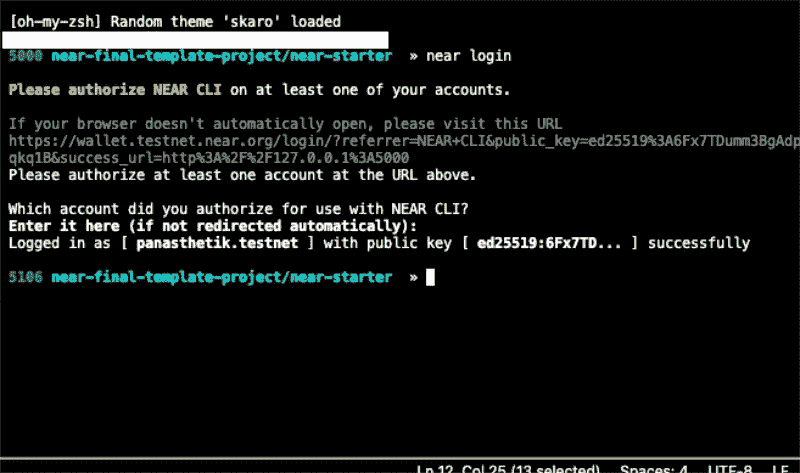 [oh-my-zsh] Random theme 'skaro' loaded
5000 near-final-template-project/near-starter » near login
Please authorize NEAR CLI on at least one of your accounts.
If your browser doesn't automatically open, please visit this URL
https://wallet.testnet.near.org/login/?referrer=NEAR+CLI&public_key=ed25519%3A6Fx7TDumm3BgAdp
qkq1B&success_url=http%3A%2F%2F127.0.0.1%3A5000
Please authorize at least one account at the URL above.
Which account did you authorize for use with NEAR CLI?
Enter it here (if not redirected automatically):
Logged in as [ panasthetik.testnet ] with public key [ ed25519:6Fx7TD... ] successfully
5106 near-final-template-project/near-starter »
Ln 12, Col 25 (13 selected) Spaces: 4 UTF-8 LF